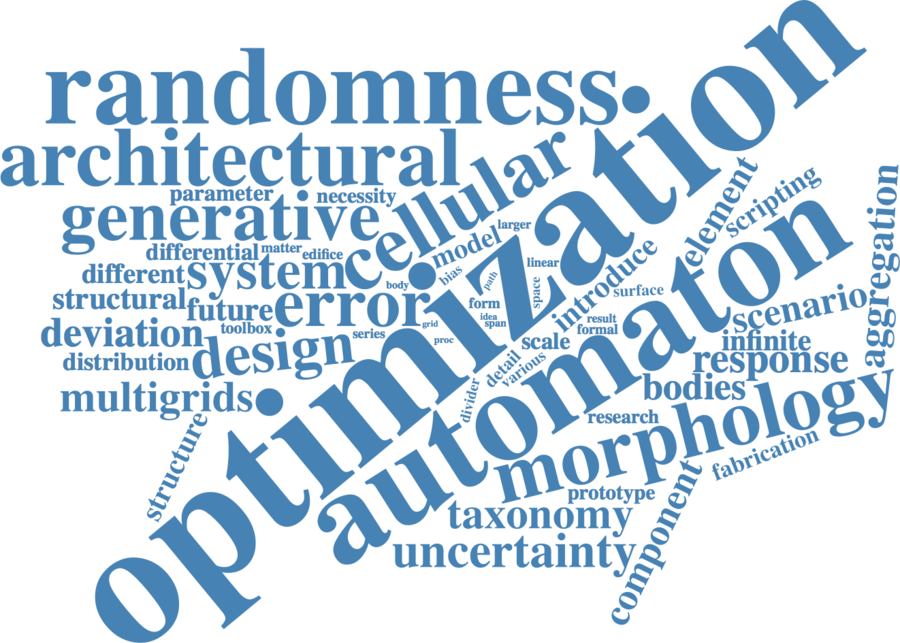 optimization
randomness
architectural
cellular
parameter
necessity
generative
element
scripting
aggregation
larger
model
differential
matter
edifice
different
system
bias
path
linear
body
error
form
space
introduce
surface
automaton
structural
future
idea
span
grid
result
formal
scenario
deviation
toolbox
series
proc
scale
infinite
distribution
design
detail
various
response
multigrids
divider
bodies
research
morphology
structure
fabrication
prototype
component
taxonomy
uncertainty